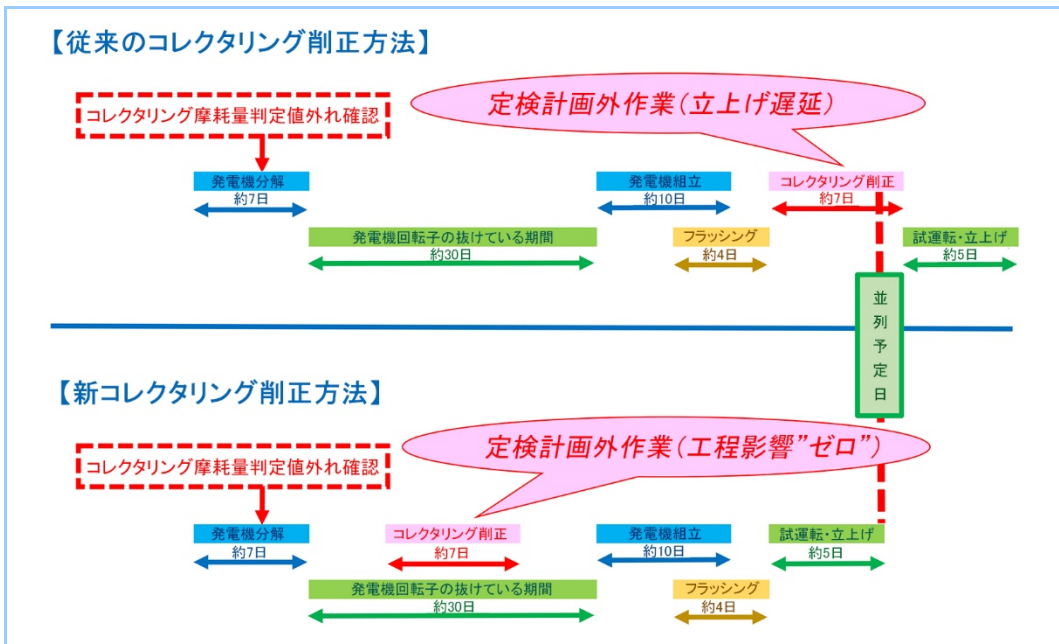 【従来のコレクタリング削正方法】
定検計画外作業(立上げ遅延)
コレクタリング摩耗量判定値外れ確認
発電機分解
約7日
発電機組立
約10日
コレクタリング削正
約7日
発電機回転子の抜けている期間
約30日
フラッシング
約4日
試運転・立上げ
約5日
並列予定日
【新コレクタリング削正方法】
定検計画外作業(工程影響”ゼロ”)
コレクタリング摩耗量判定値外れ確認
発電機分解
約7日
コレクタリング削正
約7日
発電機組立
約10日
試運転・立上げ
約5日
発電機回転子の抜けている期間
約30日
フラッシング
約4日